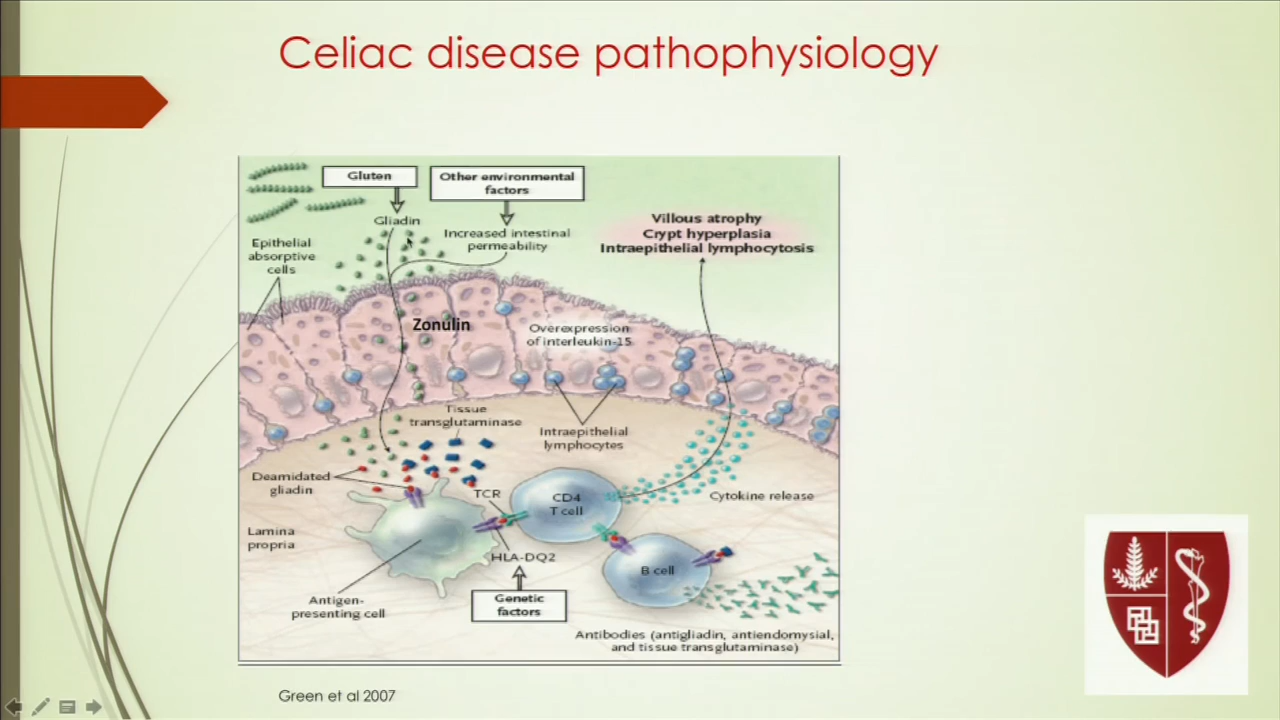 Celiac disease pathophysiology
Gluten
Other environmental
factors
Gliadin
Increased intestinal
permeability
Villous atrophy
Crypt hyperplasia
Intraepithelial lymphocytosis
Epithelial
absorptive
cells
Zonulin
Overexpression
of interleukin-15
Tissue
transglutaminase
Intraepithelial
lymphocytes
Deamidated
gliadin
TCR
CD4
T cell
Cytokine release
Lamina
propria
HLA-DQ2
B cell
Antigen-
presenting cell
Genetic
factors
Antibodies (antigliadin, antiendomysial,
and tissue transglutaminase)
Green et al 2007